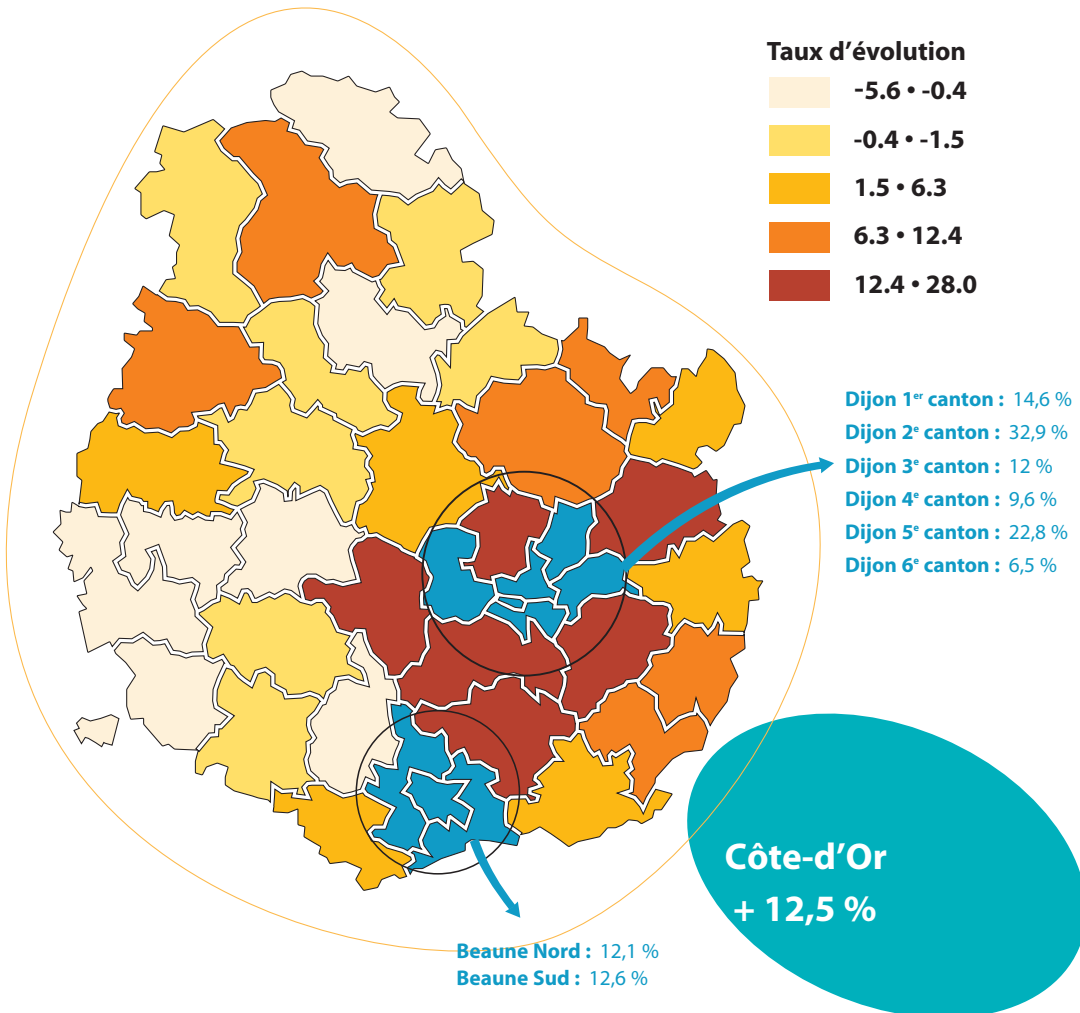 Taux d'évolution
-5.6 • -0.4
-0.4 • -1.5
1.5 • 6.3
6.3 • 12.4
12.4 • 28.0
Dijon 1er canton : 14,6 %
Dijon 2e canton : 32,9 %
Dijon 3e canton : 12 %
Dijon 4e canton : 9,6 %
Dijon 5e canton : 22,8 %
Dijon 6e canton : 6,5 %
Côte-d'Or
+ 12,5 %
Beaune Nord : 12,1 %
Beaune Sud : 12,6 %